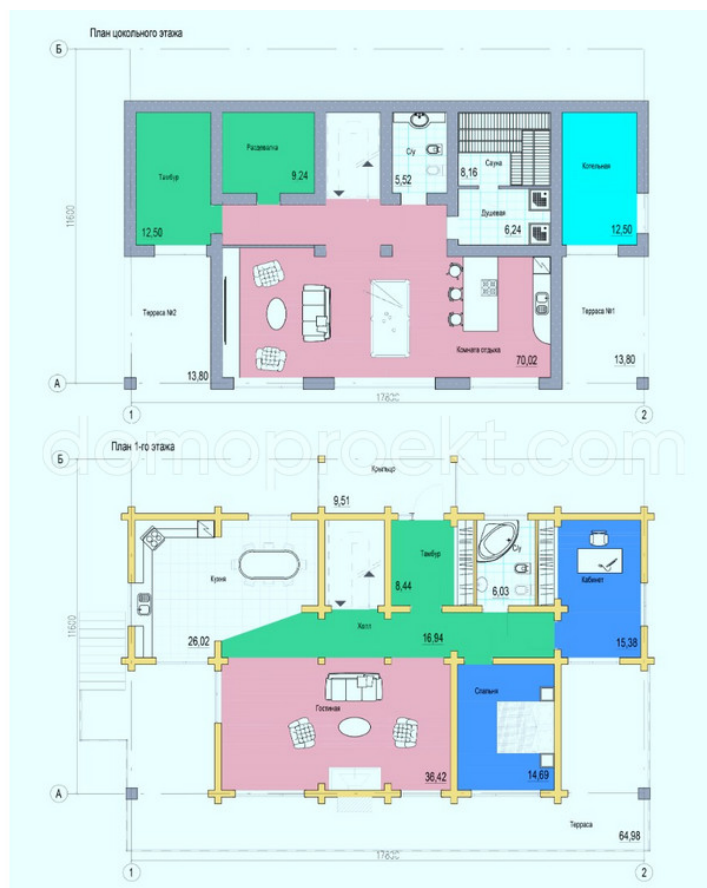 План цокольного этажа
Б
Тамбур
12,50
Раздевалка
9,24
С/у
5,52
8,16
Сауна
Душевая
6,24
Котельная
12,50
11600
Терраса №2
13,80
Комната отдыха
70,02
Терраса №1
13,80
А
17800
1
2
domoproekt.com
План 1-го этажа
Б
Крыльцо
9,51
Кухня
26,02
Тамбур
8,44
С/у
6,03
Кабинет
15,38
Холл
16,94
11600
Гостиная
36,42
Спальня
14,69
А
Терраса
64,98
17800
1
2